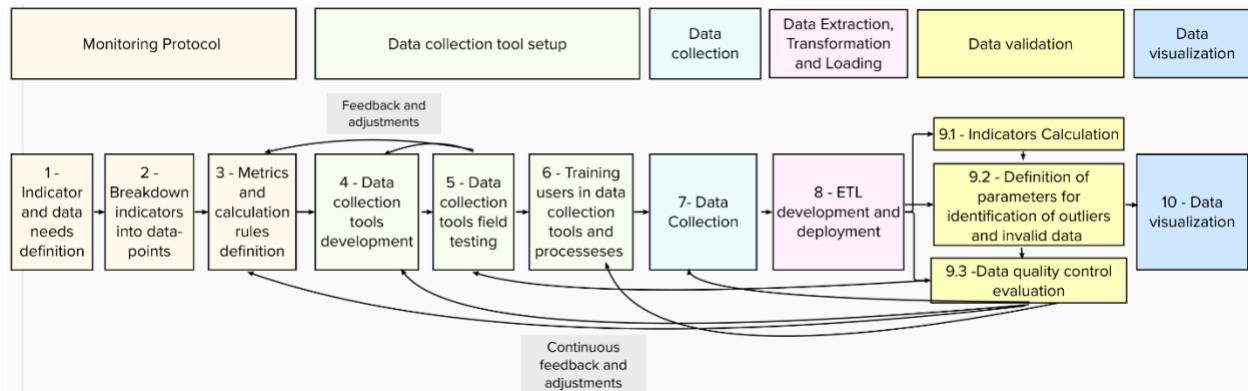 Monitoring Protocol
Data collection tool setup
Data
collection
Data Extraction,
Transformation
and Loading
Data validation
Data
visualization
Feedback and
adjustments
1 -
Indicator
and data
needs
definition
2 -
Breakdown
indicators
into data-
points
3 - Metrics
and
calculation
rules
definition
4 - Data
collection
tools
development
5 - Data
collection
tools field
testing
6 - Training
users in data
collection
tools and
processeses
7- Data
Collection
8 - ETL
development and
deployment
9.1 - Indicators Calculation
9.2 - Definition of
parameters for
identification of outliers
and invalid data
9.3 -Data quality control
evaluation
10 - Data
visualization
Continuous
feedback and
adjustments